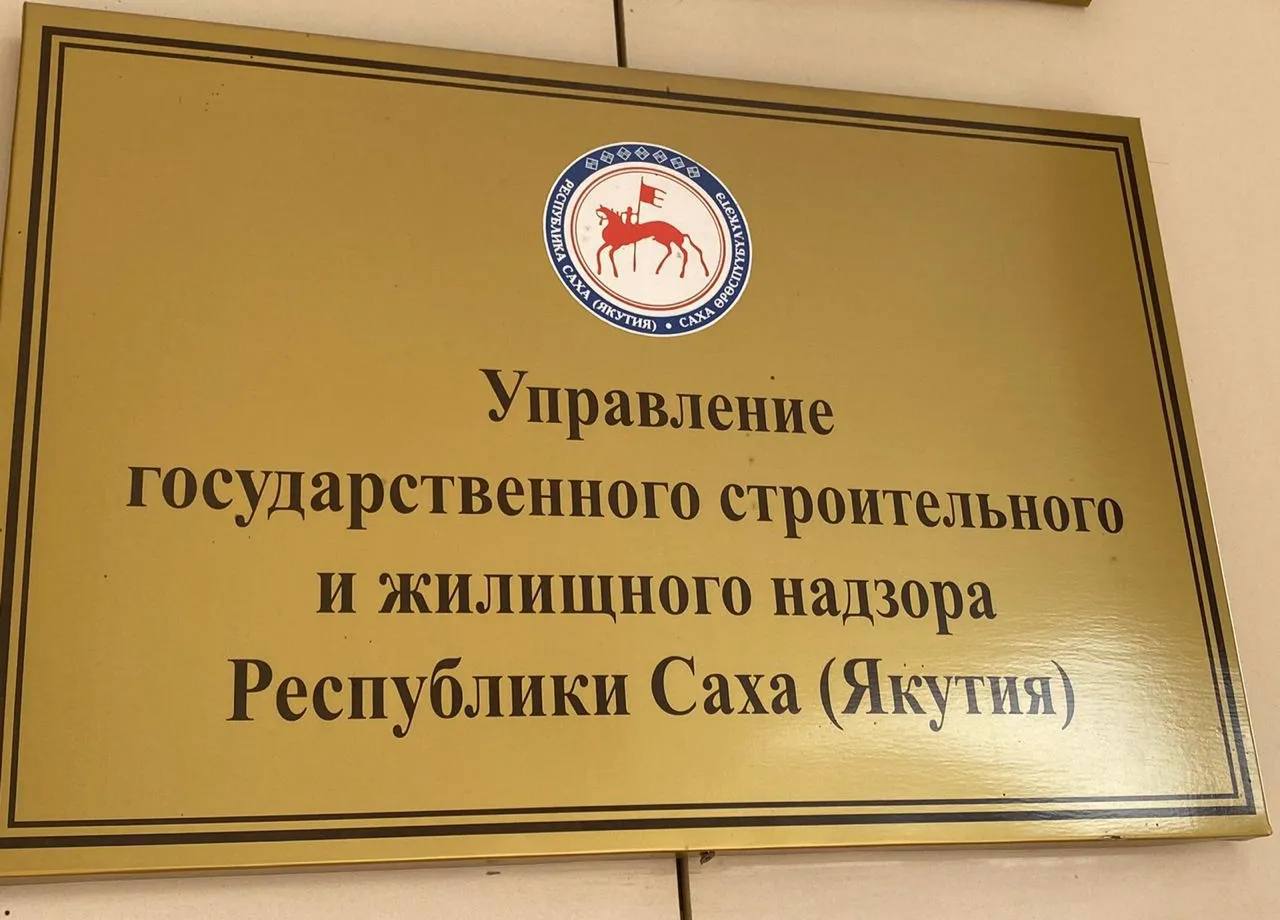 РЕСПУБЛИКА САХА (ЯКУТИЯ) • САХА ӨРӨСПҮҮБҮЛҮКЭТЭ
Управление
государственного строительного
и жилищного надзора
Республики Саха (Якутия)